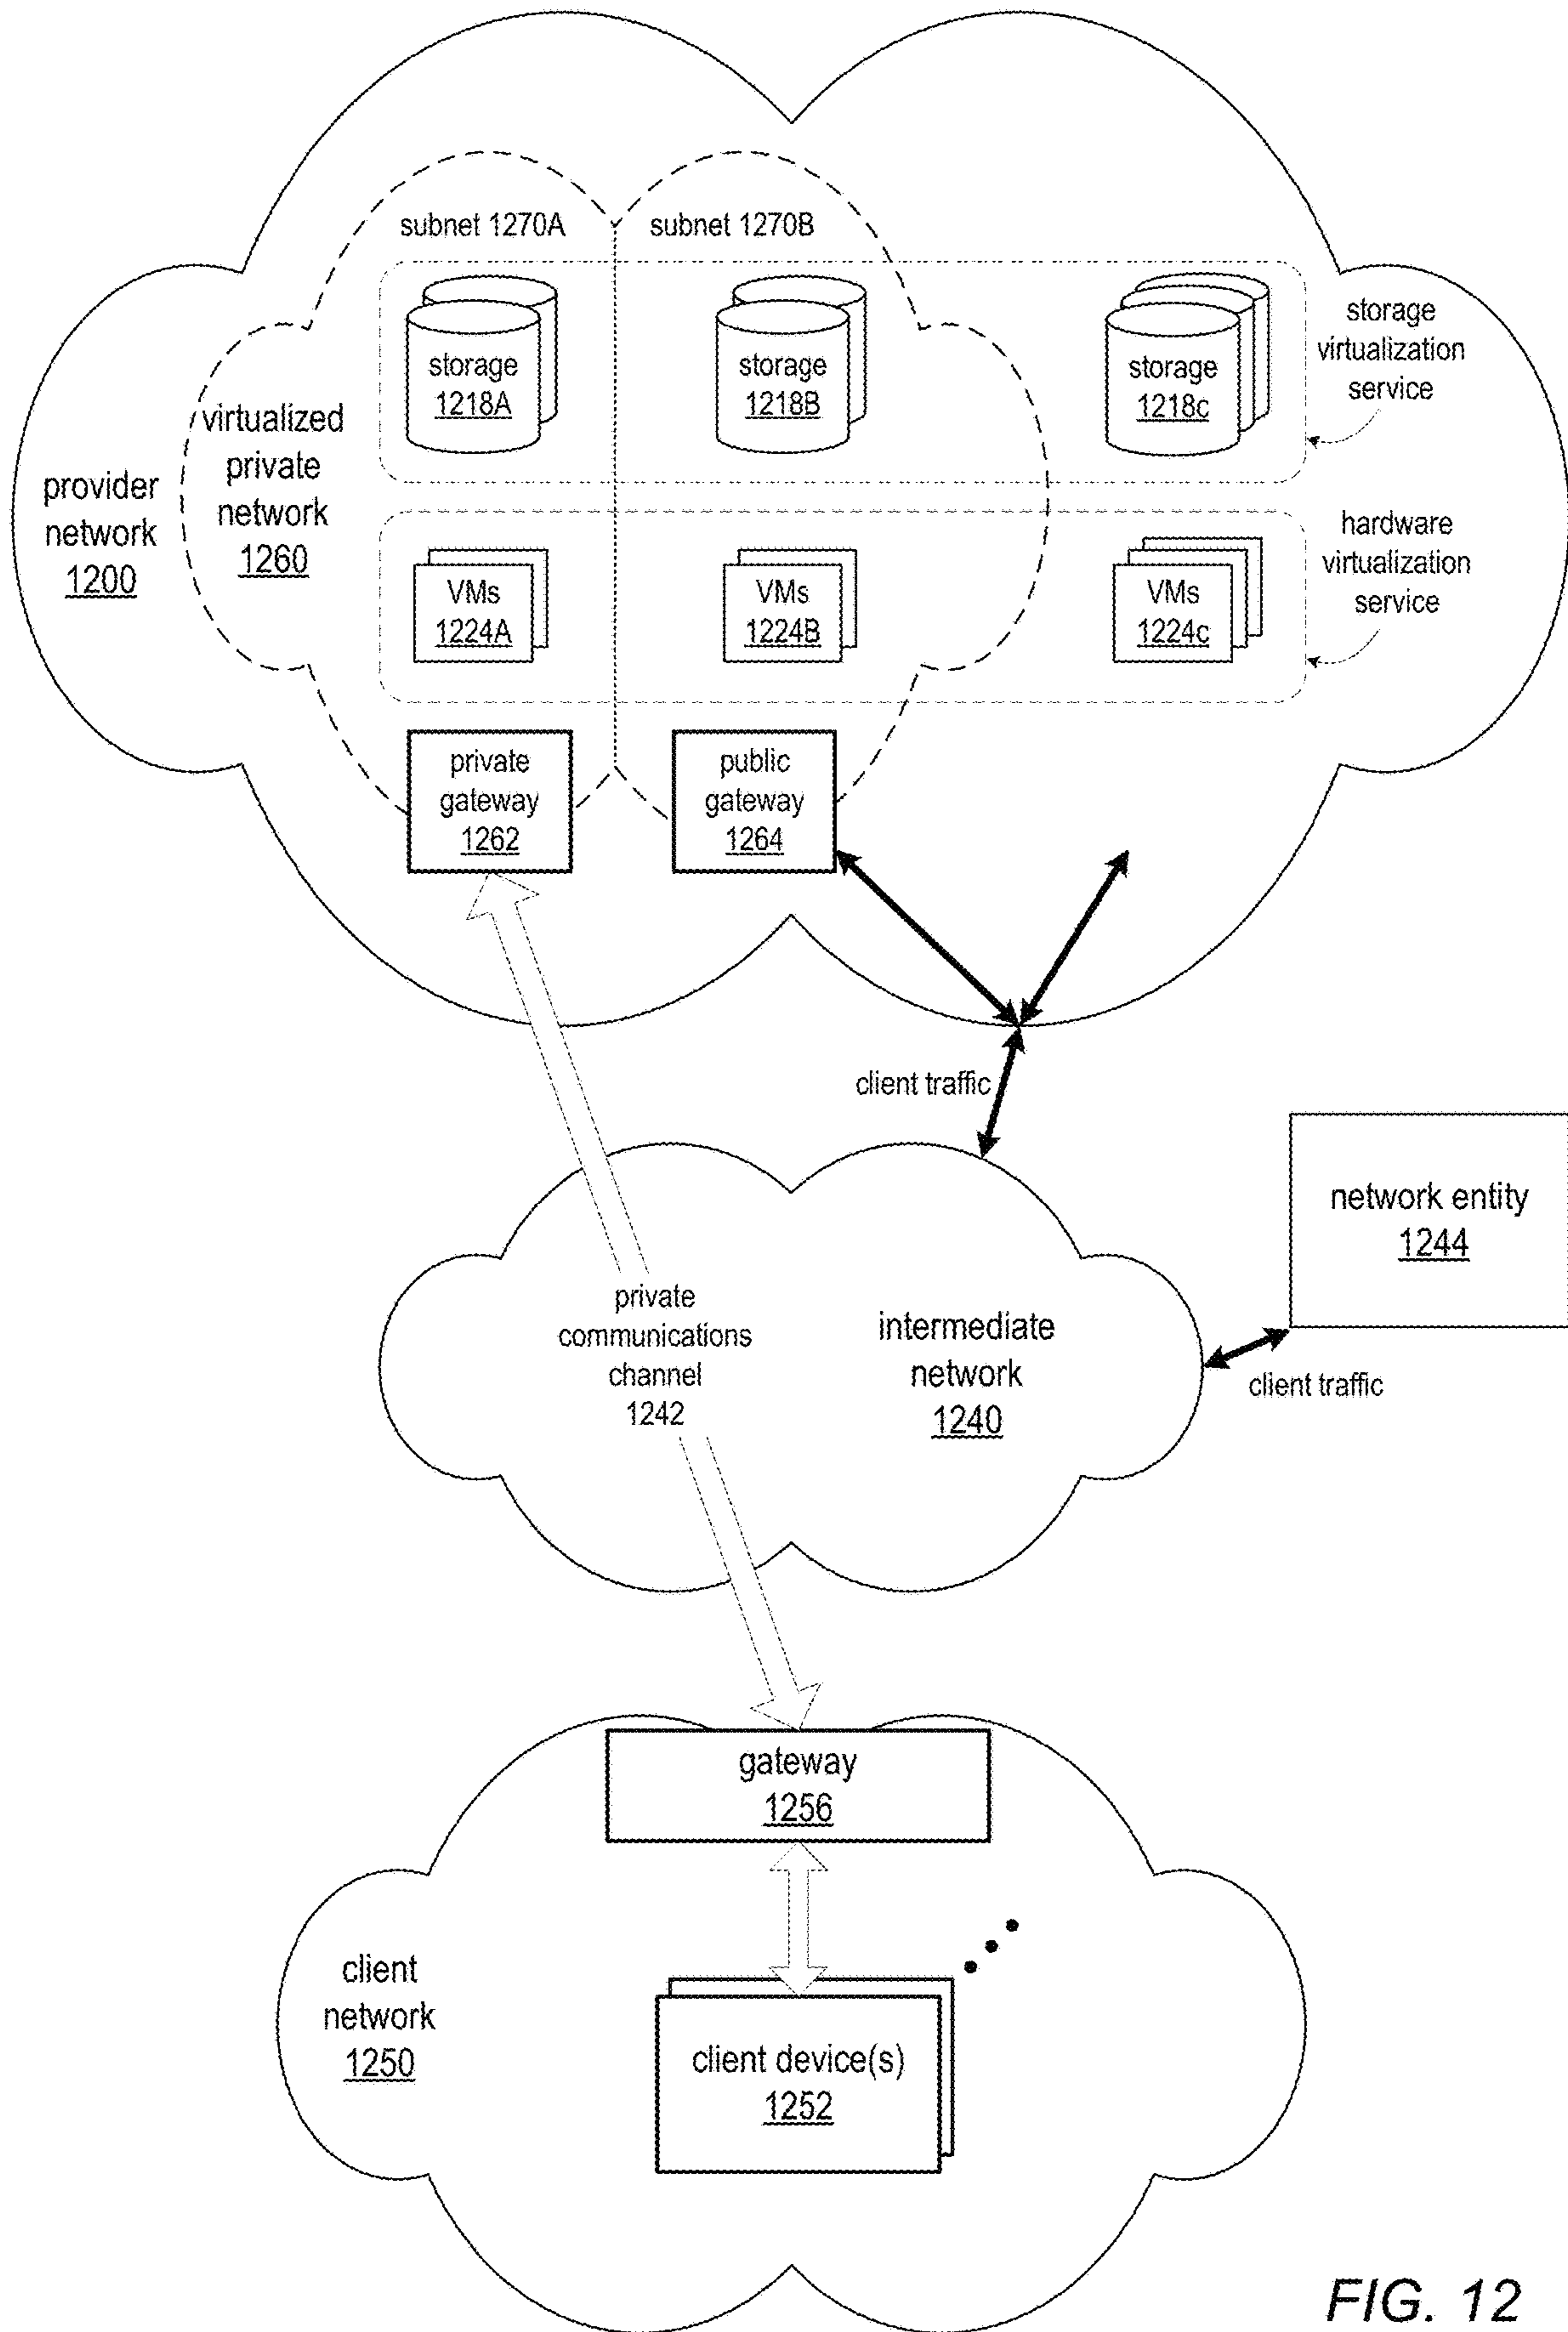 subnet 1270A
subnet 1270B
storage
1218A
storage
1218B
storage
1218c
storage
virtualization
service
provider
network
1200
virtualized
private
network
1260
VMs
1224A
VMs
1224B
VMs
1224c
hardware
virtualization
service
private
gateway
1262
public
gateway
1264
client traffic
network entity
1244
client traffic
private
communications
channel
1242
intermediate
network
1240
gateway
1256
client
network
1250
client device(s)
1252
FIG. 12